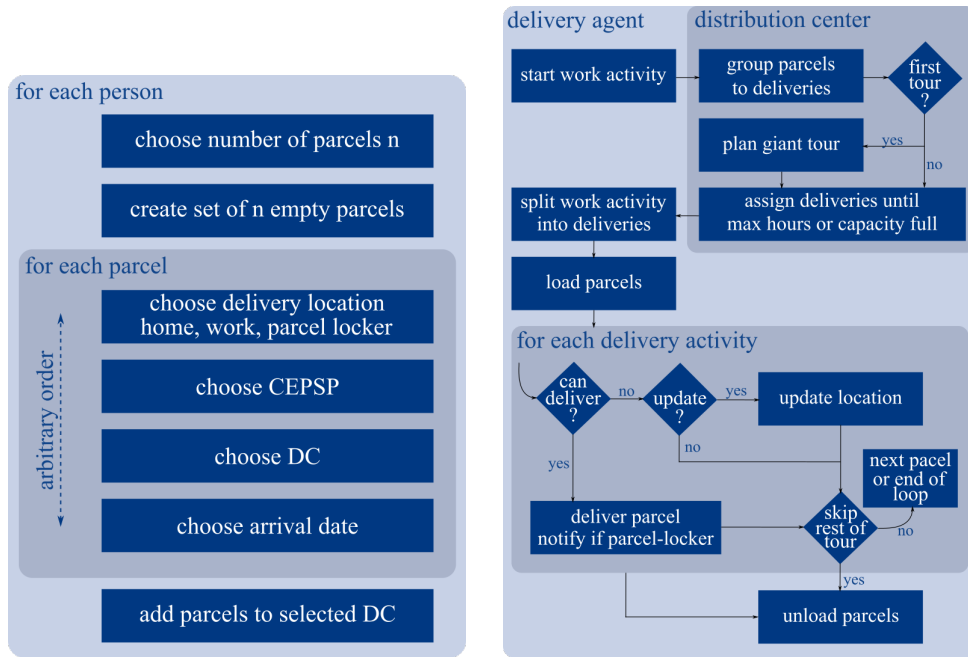 for each person
choose number of parcels n
create set of n empty parcels
for each parcel
arbitrary order
choose delivery location
home, work, parcel locker
choose CEPSP
choose DC
choose arrival date
add parcels to selected DC
delivery agent
distribution center
start work activity
group parcels
to deliveries
first
tour
?
yes
no
plan giant tour
assign deliveries until
max hours or capacity full
split work activity
into deliveries
load parcels
for each delivery activity
can
deliver
?
no
update
?
yes
update location
no
yes
next pacel
or end of
loop
deliver parcel
notify if parcel-locker
skip
rest of
tour
no
yes
unload parcels